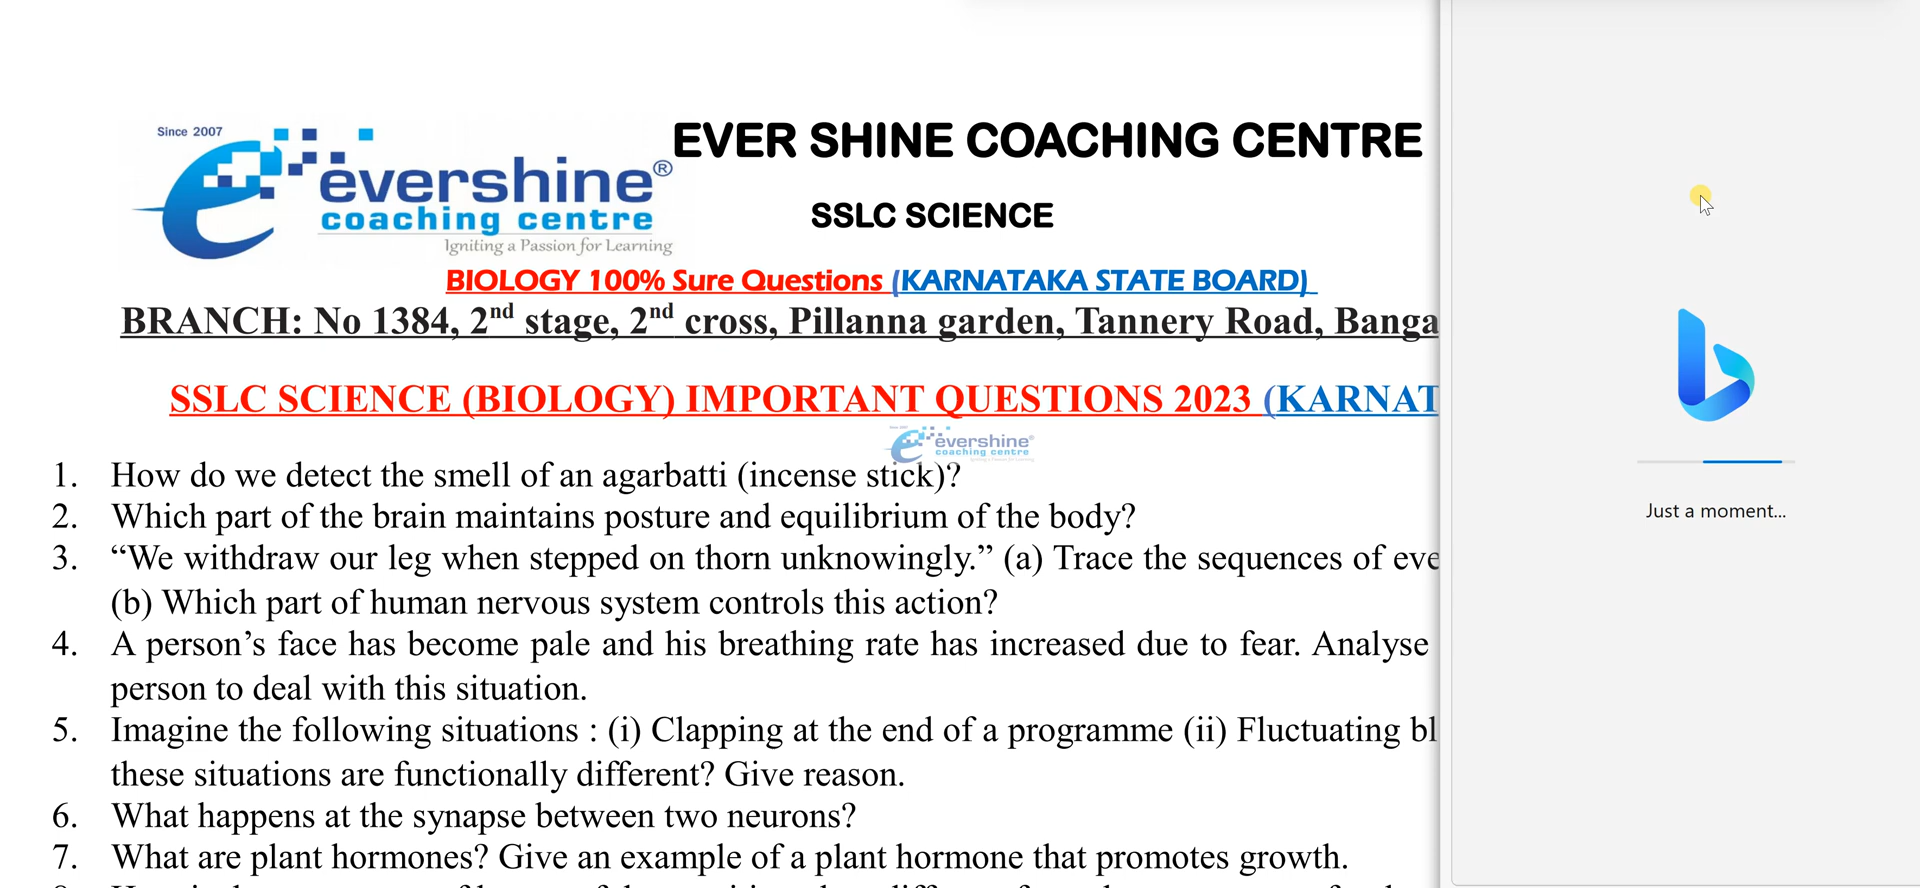 Since 2007
evershine®
coaching centre
Igniting a Passion for Learning
EVER SHINE COACHING CENTRE
SSLC SCIENCE
BIOLOGY 100% Sure Questions (KARNATAKA STATE BOARD)
BRANCH: No 1384, 2nd stage, 2nd cross, Pillanna garden, Tannery Road, Banga
SSLC SCIENCE (BIOLOGY) IMPORTANT QUESTIONS 2023 (KARNAT
evershine
coaching centre
1. How do we detect the smell of an agarbatti (incense stick)?
2. Which part of the brain maintains posture and equilibrium of the body?
3. “We withdraw our leg when stepped on thorn unknowingly.” (a) Trace the sequences of eve
(b) Which part of human nervous system controls this action?
4. A person’s face has become pale and his breathing rate has increased due to fear. Analyse
person to deal with this situation.
5. Imagine the following situations : (i) Clapping at the end of a programme (ii) Fluctuating bl
these situations are functionally different? Give reason.
6. What happens at the synapse between two neurons?
7. What are plant hormones? Give an example of a plant hormone that promotes growth.
Just a moment...